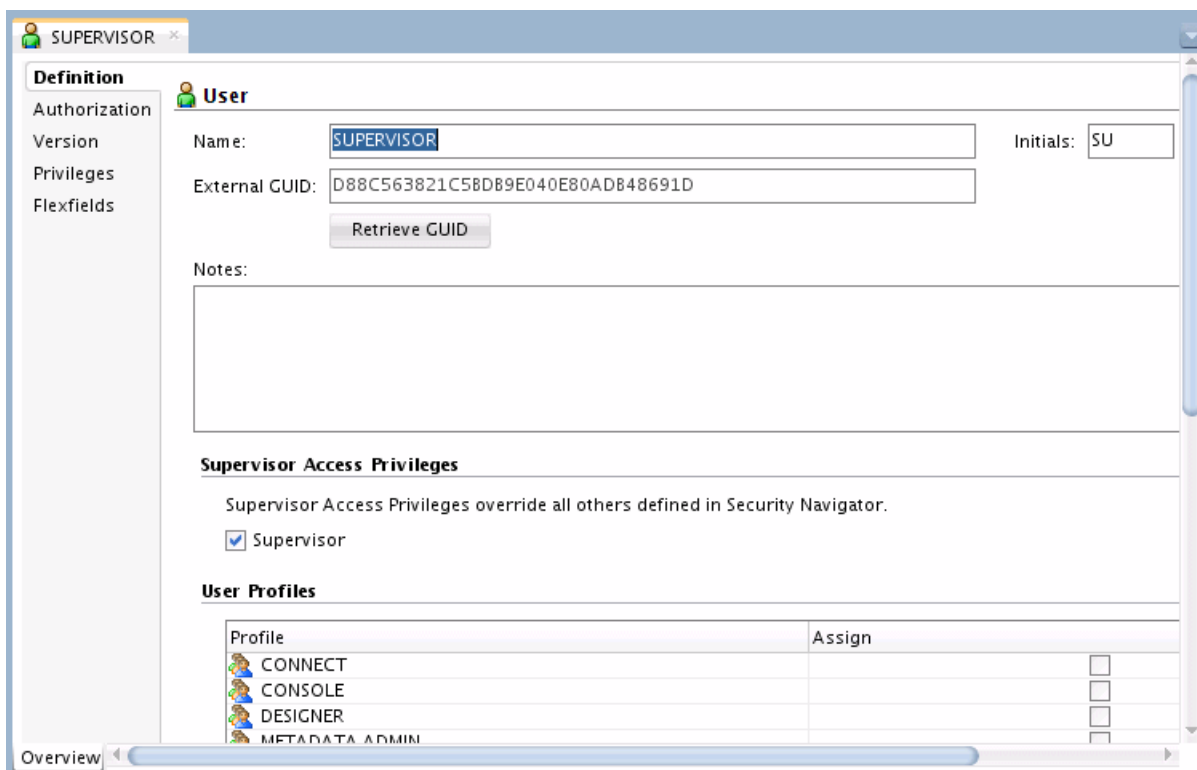 SUPERVISOR
Definition
Authorization
Version
Privileges
Flexfields
User
Name: SUPERVISOR Initials: SU
External GUID: D88C563821C5BDB9E040E80ADB48691D
Retrieve GUID
Notes:
Supervisor Access Privileges
Supervisor Access Privileges override all others defined in Security Navigator.
Supervisor
User Profiles
Profile Assign
CONNECT
CONSOLE
DESIGNER
METADATA ADMIN
Overview